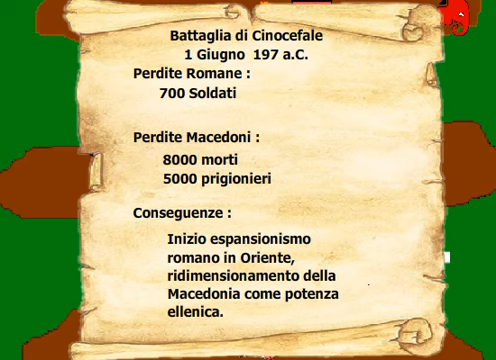 Battaglia di Cinocefale
1 Giugno 197 a.C.
Perdite Romane :
700 Soldati
Perdite Macedoni :
8000 morti
5000 prigionieri
Conseguenze :
Inizio espansionismo
romano in Oriente,
ridimensionamento della
Macedonia come potenza
ellenica.